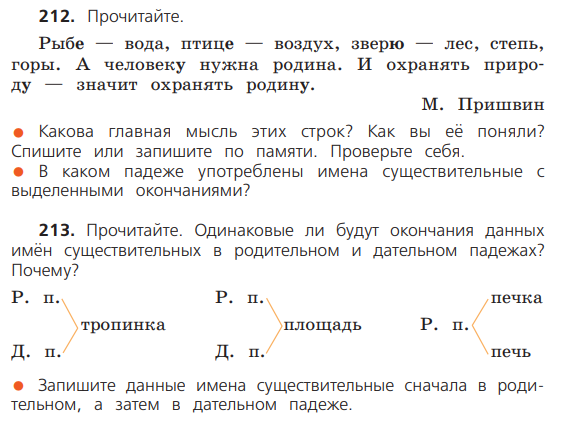 212. Прочитайте.
Рыбе — вода, птице — воздух, зверю — лес, степь,
горы. А человеку нужна родина. И охранять приро-
ду — значит охранять родину.
М. Пришвин
● Какова главная мысль этих строк? Как вы её поняли?
Спишите или запишите по памяти. Проверьте себя.
● В каком падеже употреблены имена существительные с
выделенными окончаниями?
213. Прочитайте. Одинаковые ли будут окончания данных
имён существительных в родительном и дательном падежах?
Почему?
Р. п. Р. п. печка
тропинка площадь Р. п.
Д. п. Д. п. печь
● Запишите данные имена существительные сначала в роди-
тельном, а затем в дательном падеже.